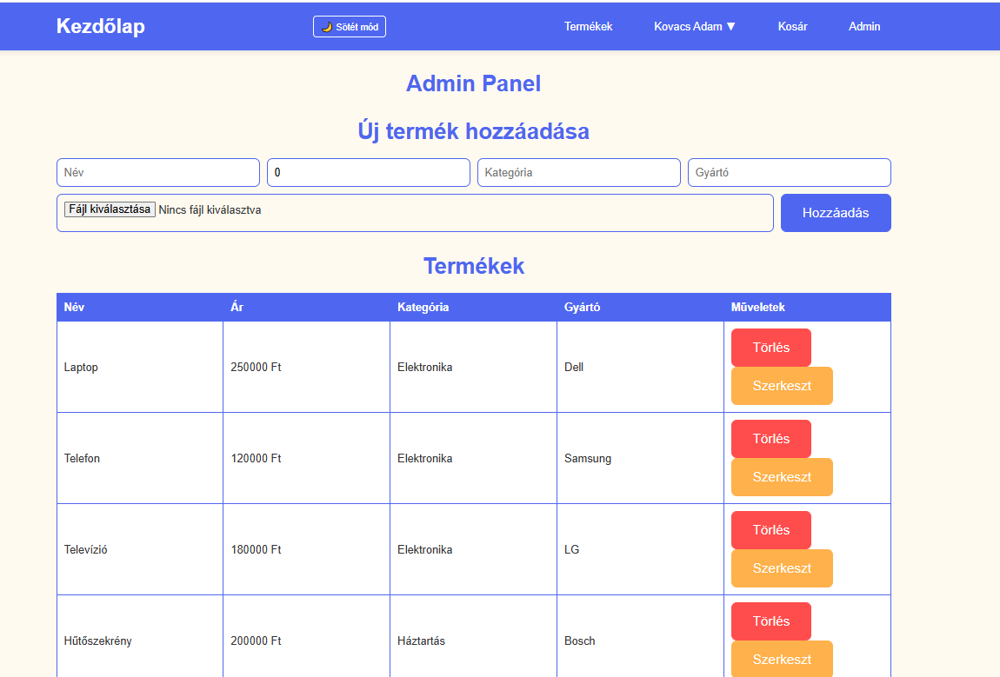 Kezdőlap 🌙 Sötét mód Termékek Kovacs Adam ▼ Kosár Admin
Admin Panel
Új termék hozzáadása
Név 0 Kategória Gyártó
Fájl kiválasztása Nincs fájl kiválasztva Hozzáadás
Termékek
Név Ár Kategória Gyártó Műveletek
Laptop 250000 Ft Elektronika Dell Törlés
Szerkeszt
Telefon 120000 Ft Elektronika Samsung Törlés
Szerkeszt
Televízió 180000 Ft Elektronika LG Törlés
Szerkeszt
Hűtőszekrény 200000 Ft Háztartás Bosch Törlés
Szerkeszt